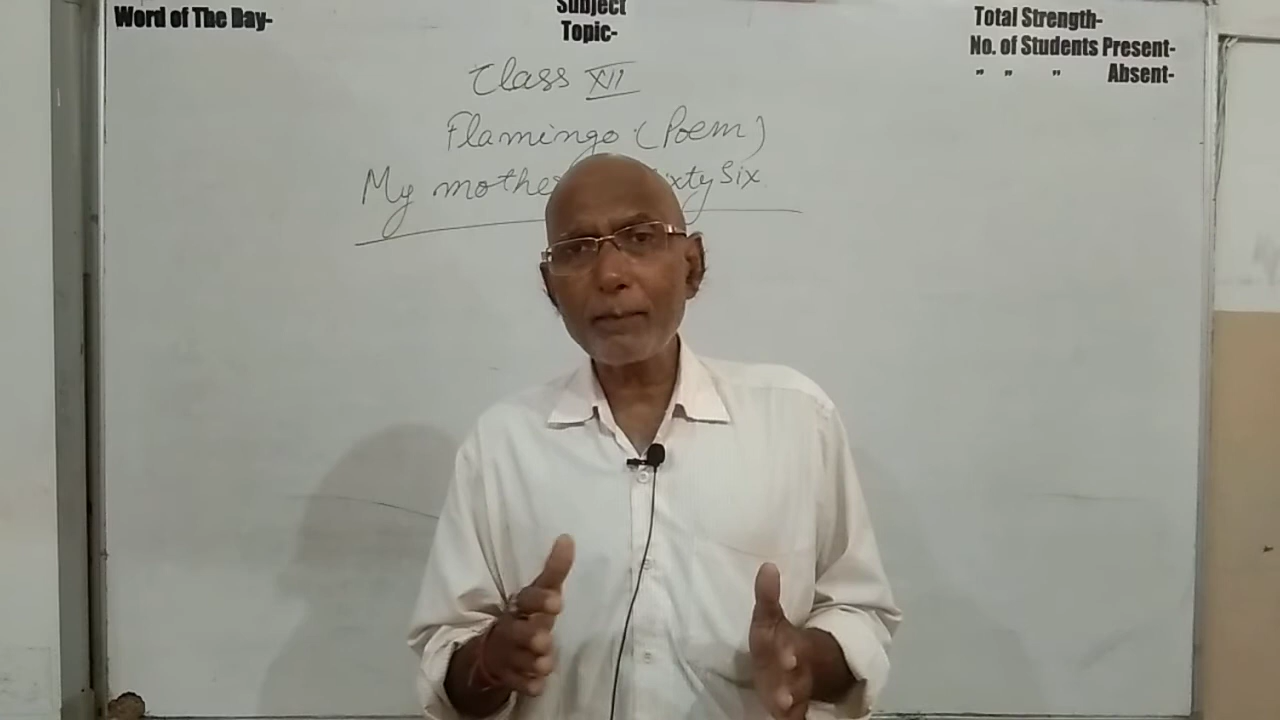 Word of The Day-
Subject
Topic-
Total Strength-
No. of Students Present-
" " " Absent-
Class XII
Flamingo (Poem)
My mothe ixty Six